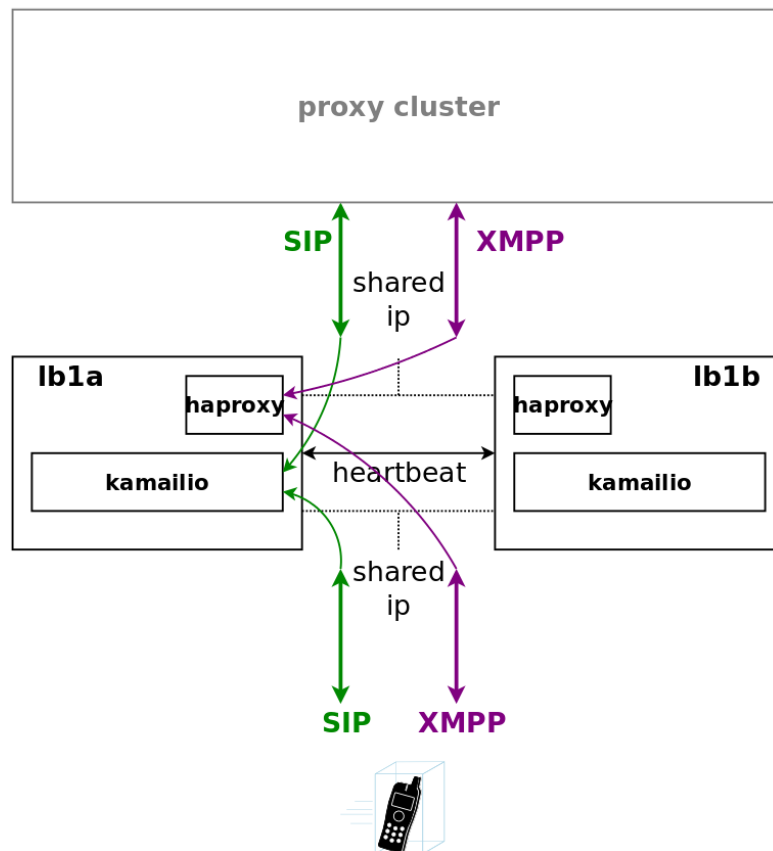 proxy cluster
SIP
XMPP
shared
ip
lb1a
lb1b
haproxy
haproxy
heartbeat
kamailio
kamailio
shared
ip
SIP
XMPP